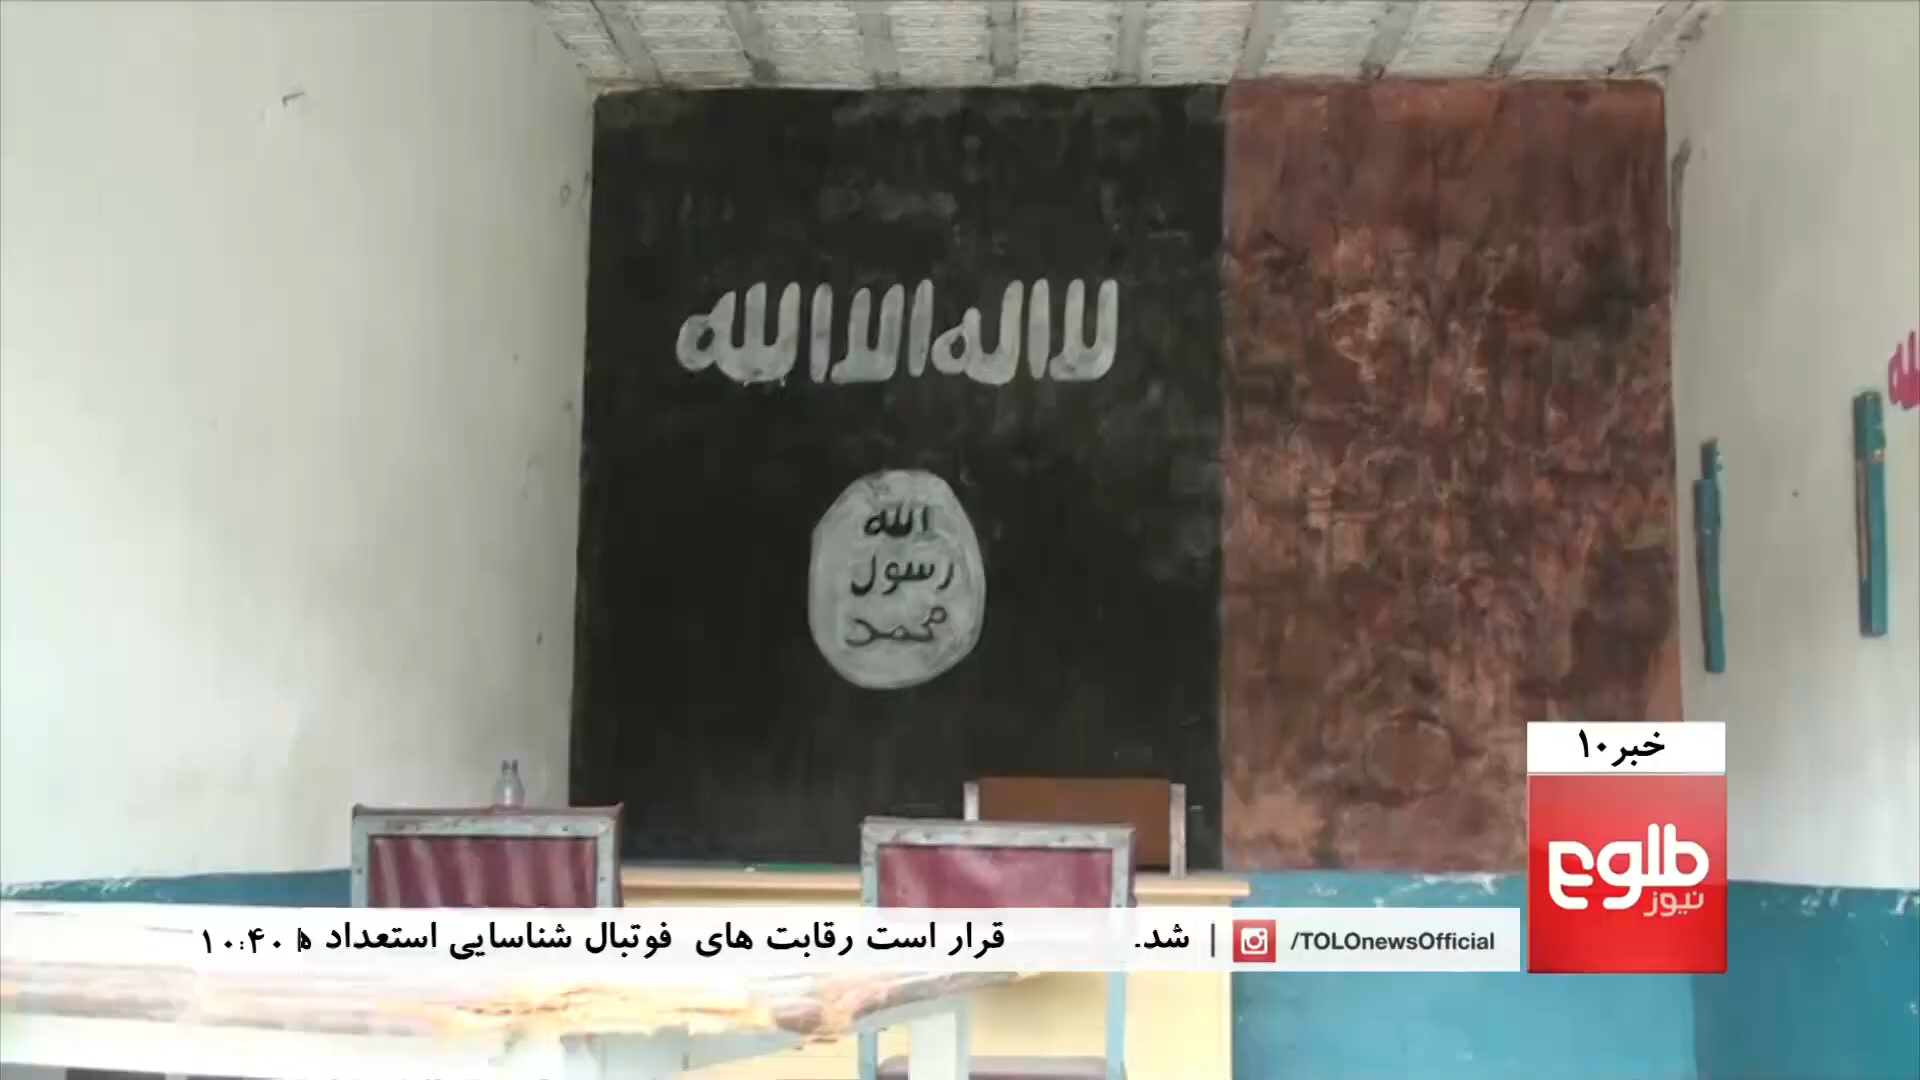 لا اله الا الله
الله
رسول
محمد
لله
خبر۱۰
طلوع
نیوز
/TOLOnewsOfficial
| شد. قرار است رقابت های فوتبال شناسایی استعداد ه
۱۰:۴۰